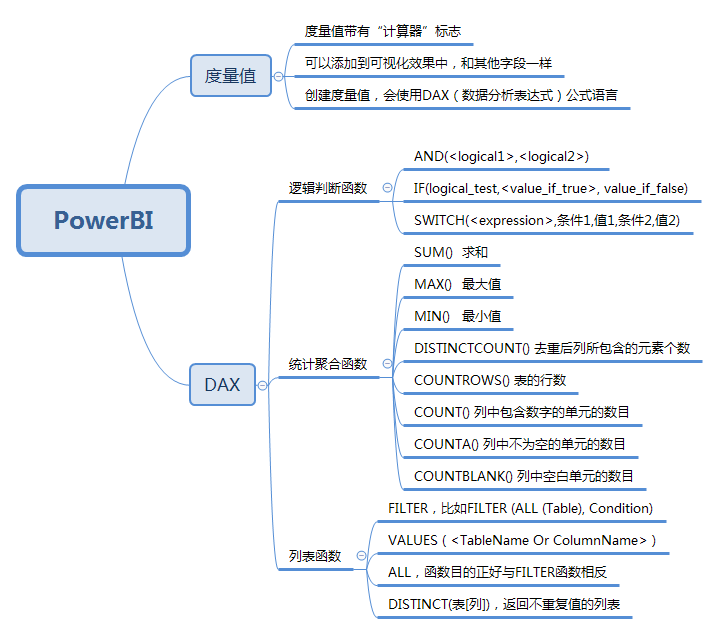 PowerBI
度量值
度量值带有“计算器”标志
可以添加到可视化效果中，和其他字段一样
创建度量值，会使用DAX（数据分析表达式）公式语言
DAX
逻辑判断函数
AND(<logical1>,<logical2>)
IF(logical_test,<value_if_true>, value_if_false)
SWITCH(<expression>,条件1,值1,条件2,值2)
统计聚合函数
SUM() 求和
MAX() 最大值
MIN() 最小值
DISTINCTCOUNT() 去重后列所包含的元素个数
COUNTROWS() 表的行数
COUNT() 列中包含数字的单元的数目
COUNTA() 列中不为空的单元的数目
COUNTBLANK() 列中空白单元的数目
列表函数
FILTER，比如FILTER (ALL (Table), Condition)
VALUES（<TableName Or ColumnName>）
ALL，函数目的正好与FILTER函数相反
DISTINCT(表[列])，返回不重复值的列表